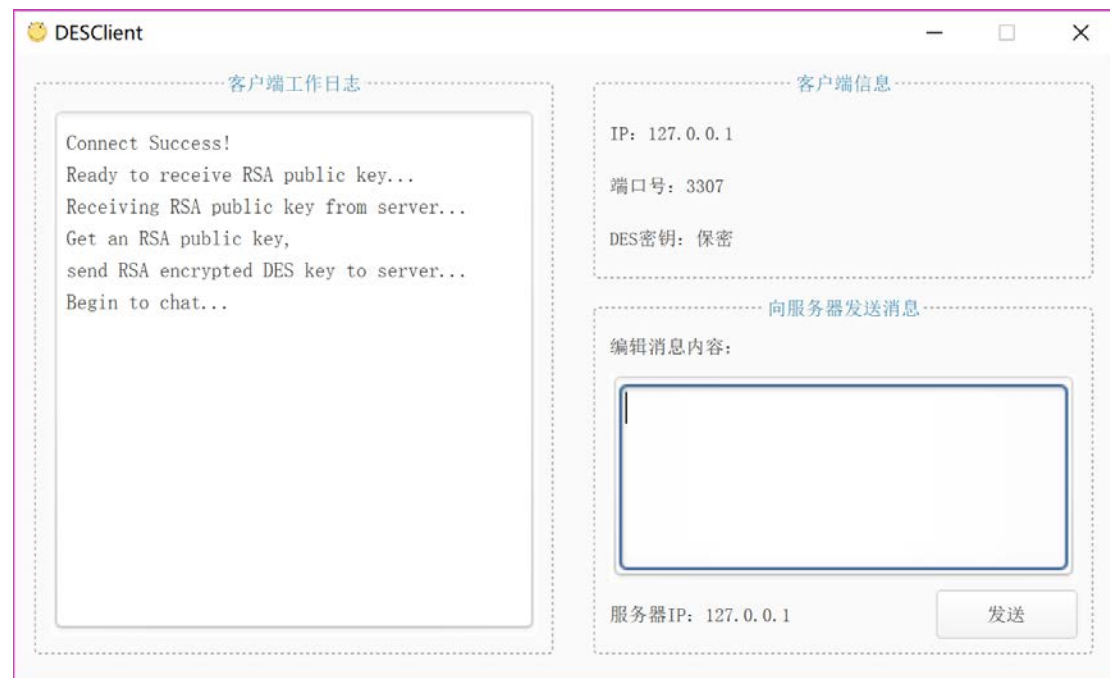 DESClient
客户端工作日志
Connect Success!
Ready to receive RSA public key...
Receiving RSA public key from server...
Get an RSA public key,
send RSA encrypted DES key to server...
Begin to chat...
客户端信息
IP: 127.0.0.1
端口号: 3307
DES密钥: 保密
向服务器发送消息
编辑消息内容:
服务器IP: 127.0.0.1
发送